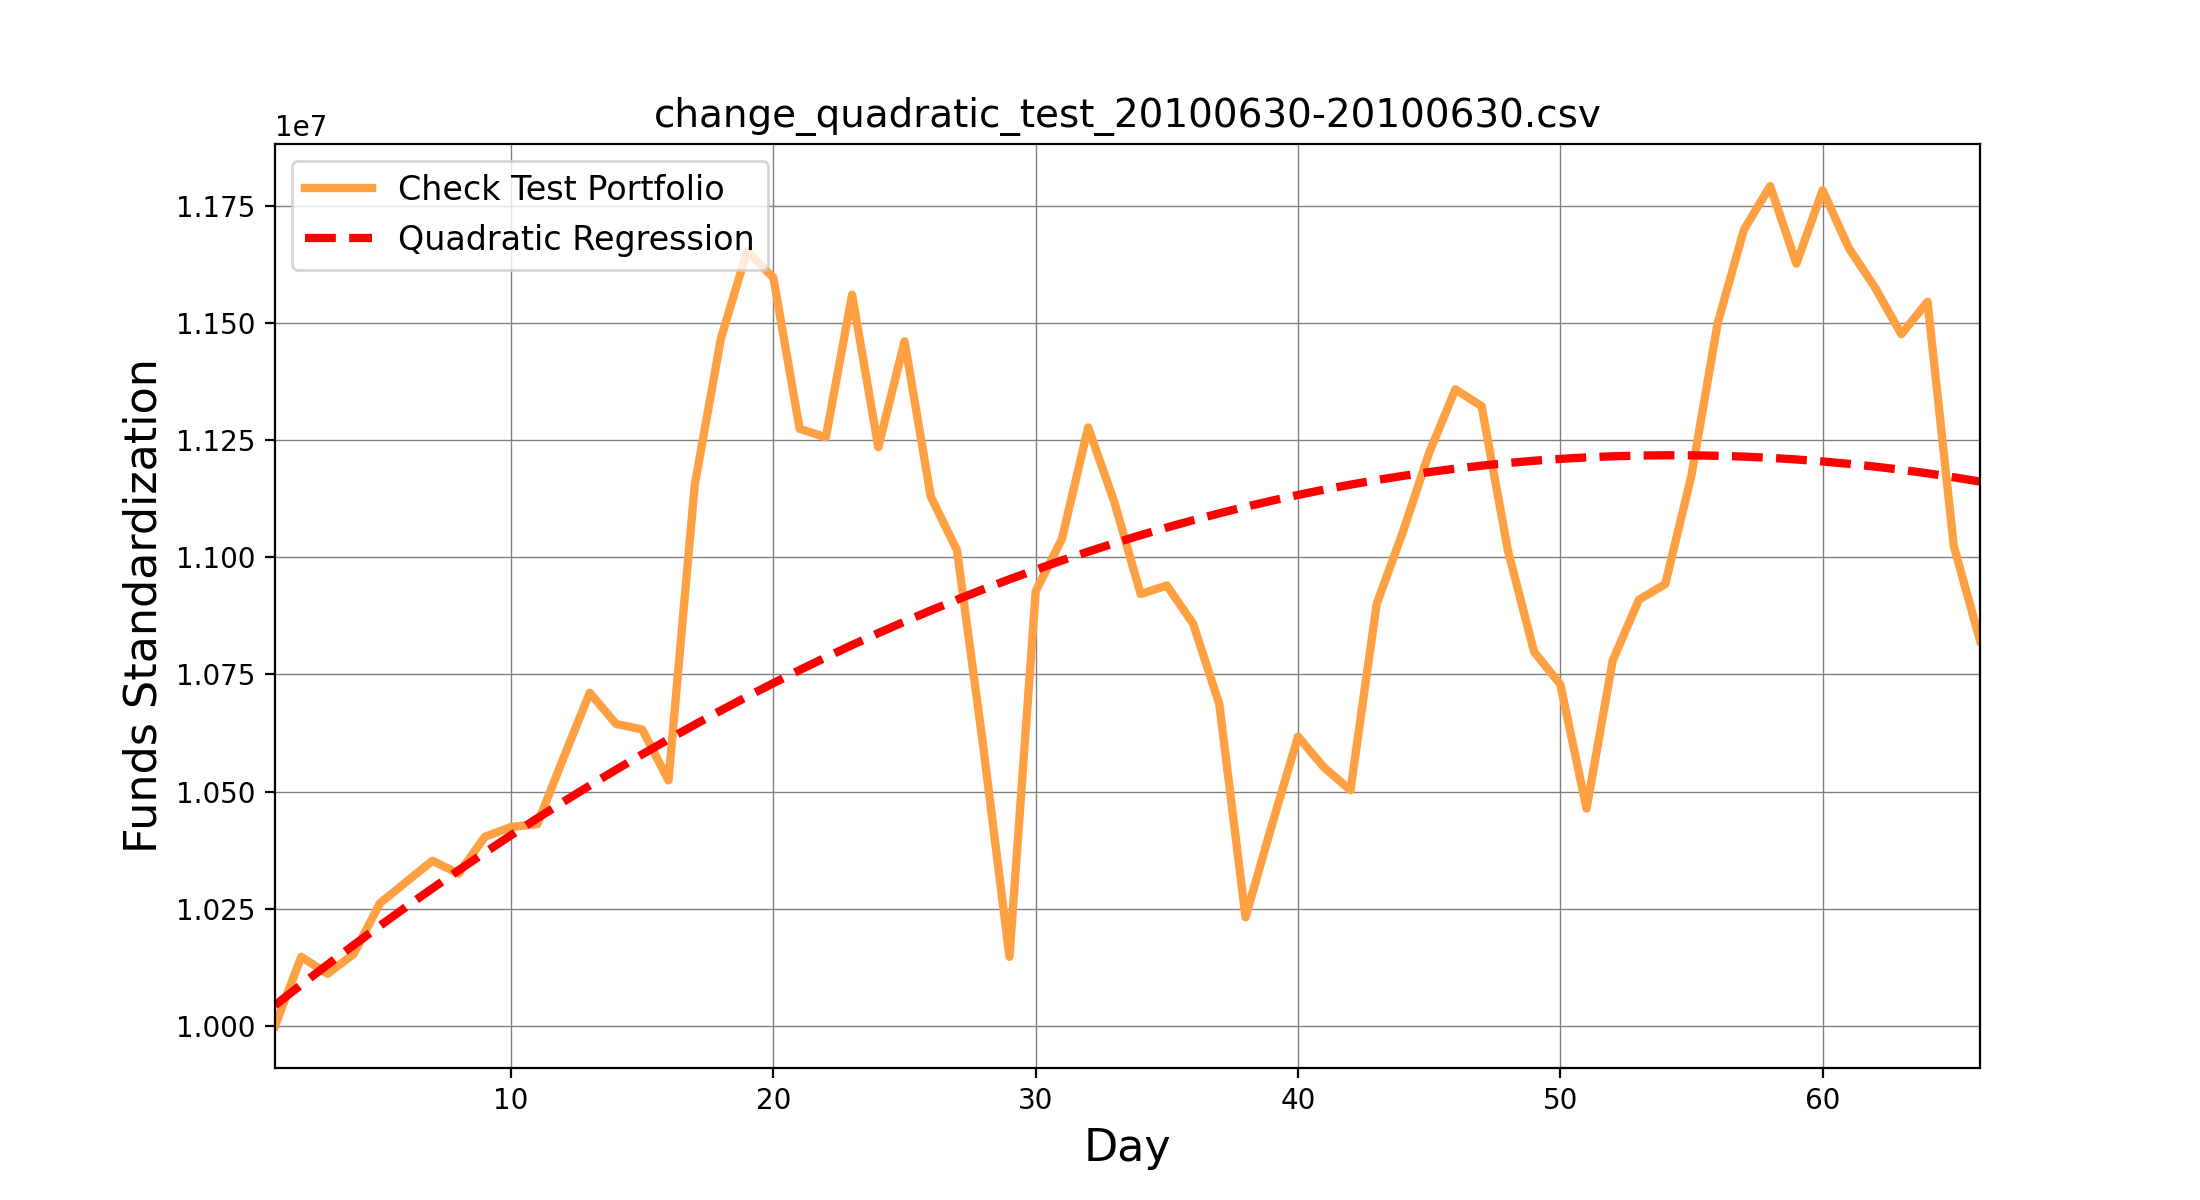 change_quadratic_test_20100630-20100630.csv
1e7
Check Test Portfolio
Quadratic Regression
Funds Standardization
1.175
1.150
1.125
1.100
1.075
1.050
1.025
1.000
10 20 30 40 50 60
Day